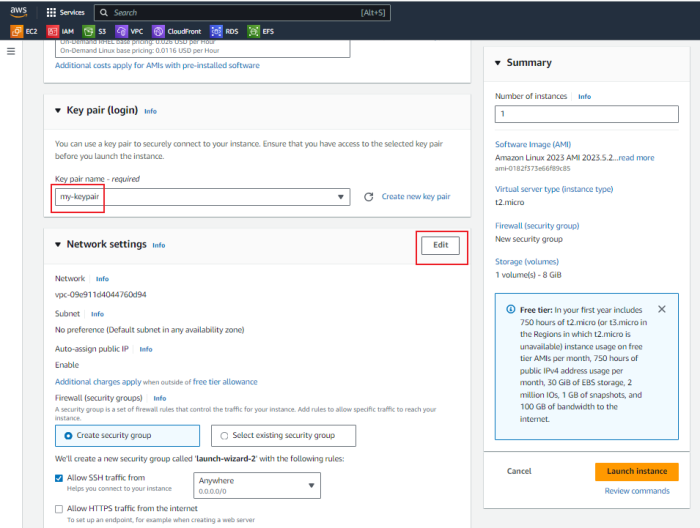 aws
Services
Search
[Alt+S]
EC2 IAM S3 VPC CloudFront RDS EFS
On-Demand RHEL base pricing: 0.026 USD per Hour
On-Demand Linux base pricing: 0.0116 USD per Hour
Additional costs apply for AMIs with pre-installed software
Key pair (login) Info
You can use a key pair to securely connect to your instance. Ensure that you have access to the selected key pair
before you launch the instance.
Key pair name - required
my-keypair
Create new key pair
Network settings Info
Edit
Network Info
vpc-09e911d4044760d94
Subnet Info
No preference (Default subnet in any availability zone)
Auto-assign public IP Info
Enable
Additional charges apply when outside of free tier allowance
Firewall (security groups) Info
A security group is a set of firewall rules that control the traffic for your instance. Add rules to allow specific traffic to reach your
instance.
Create security group
Select existing security group
We'll create a new security group called 'launch-wizard-2' with the following rules:
Allow SSH traffic from
Helps you connect to your instance
Anywhere
0.0.0.0/0
Allow HTTPS traffic from the internet
To set up an endpoint, for example when creating a web server
Summary
Number of instances Info
1
Software Image (AMI)
Amazon Linux 2023 AMI 2023.5.2...read more
ami-0182f373e66f89c85
Virtual server type (instance type)
t2.micro
Firewall (security group)
New security group
Storage (volumes)
1 volume(s) - 8 GiB
Free tier: In your first year includes
750 hours of t2.micro (or t3.micro in
the Regions in which t2.micro is
unavailable) instance usage on free
tier AMIs per month, 750 hours of
public IPv4 address usage per
month, 30 GiB of EBS storage, 2
million IOs, 1 GB of snapshots, and
100 GB of bandwidth to the
internet.
Cancel
Launch instance
Review commands